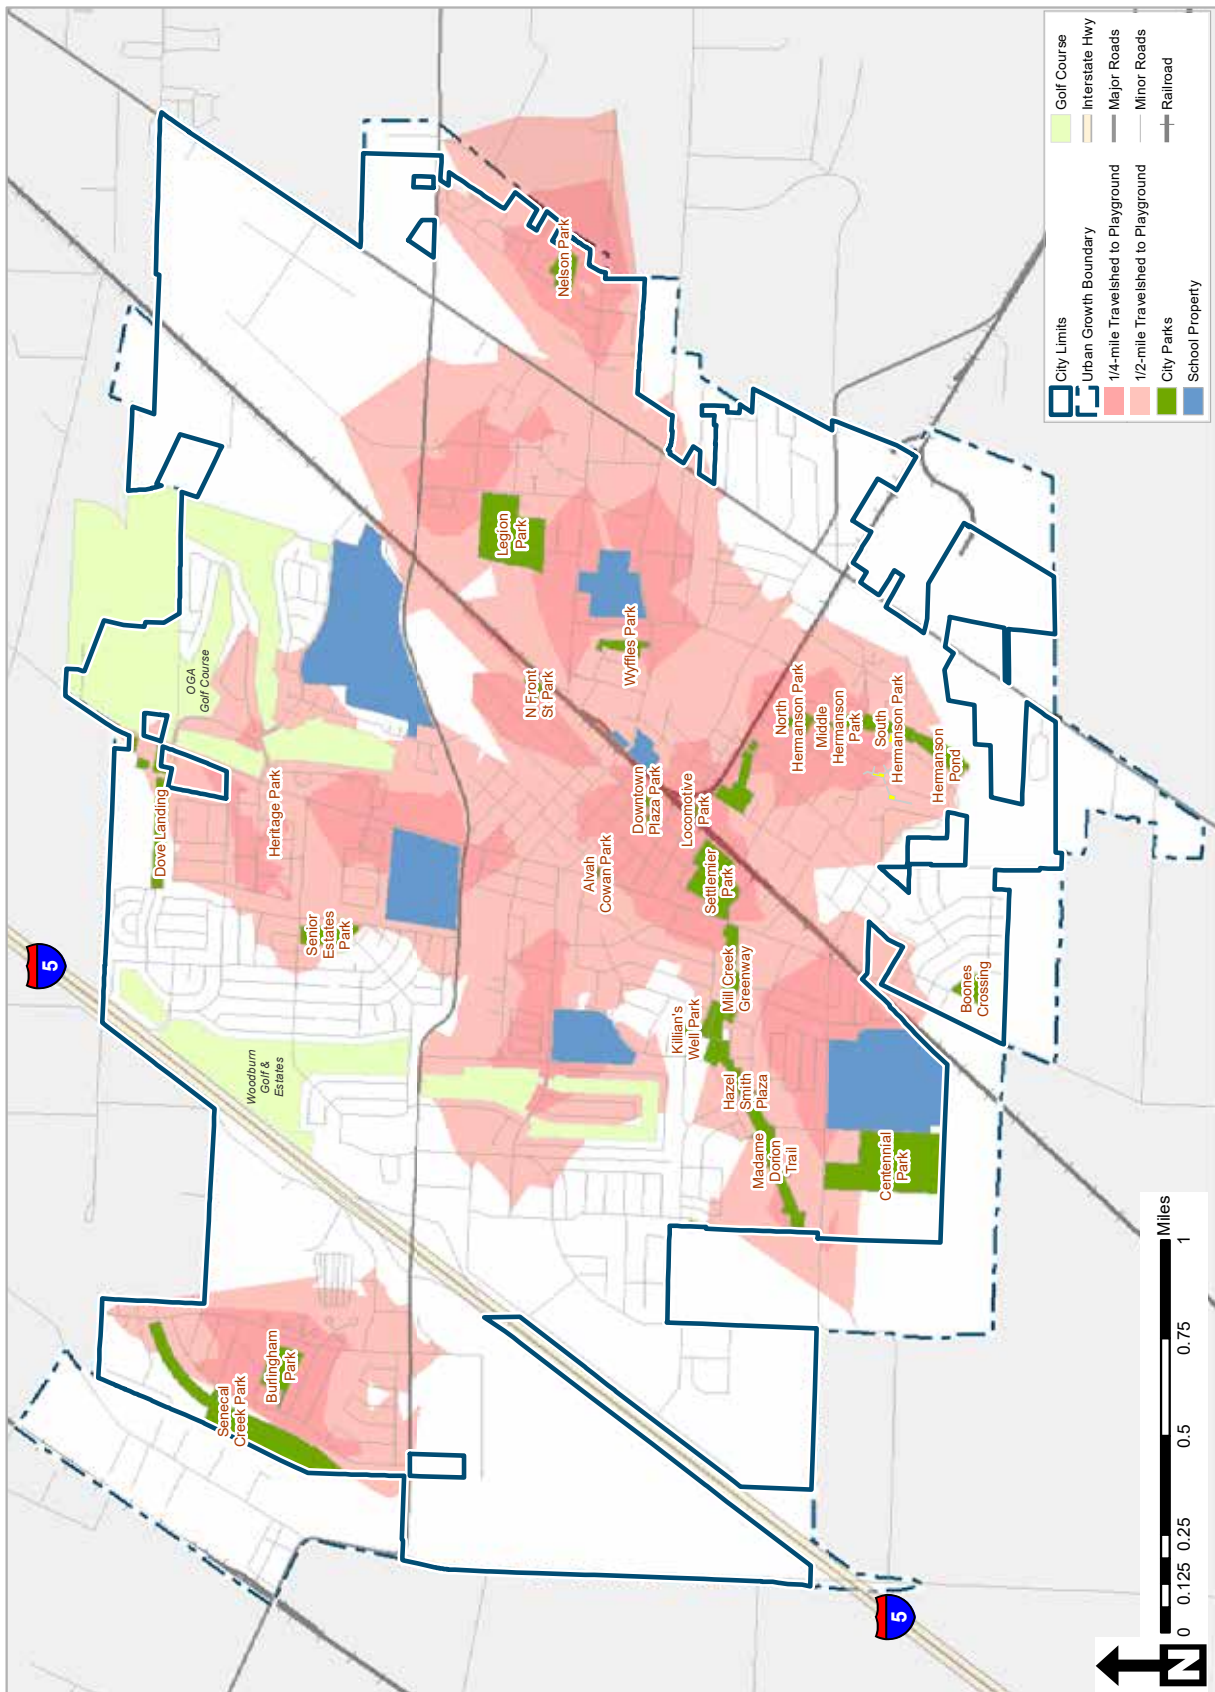 5
OGA
Golf Course
Dove Landing
Heritage Park
Senior
Estates
Park
Woodburn
Golf &
Estates
Senecal
Creek Park
Burlingham
Park
Nelson Park
Legion
Park
Wyffles Park
N Front
St Park
Downtown
Plaza Park
Locomotive
Park
Alvah
Cowan Park
Settlemier
Park
Mill Creek
Greenway
Killian's
Well Park
Hazel
Smith
Plaza
Madame
Dorion
Trail
Centennial
Park
North
Hermanson Park
Middle
Hermanson
Park
South
Hermanson Park
Hermanson
Pond
Boones
Crossing
5
City Limits
Urban Growth Boundary
1/4-mile Travelshed to Playground
1/2-mile Travelshed to Playground
City Parks
School Property
Golf Course
Interstate Hwy
Major Roads
Minor Roads
Railroad
Miles
0 0.125 0.25 0.5 0.75 1
N